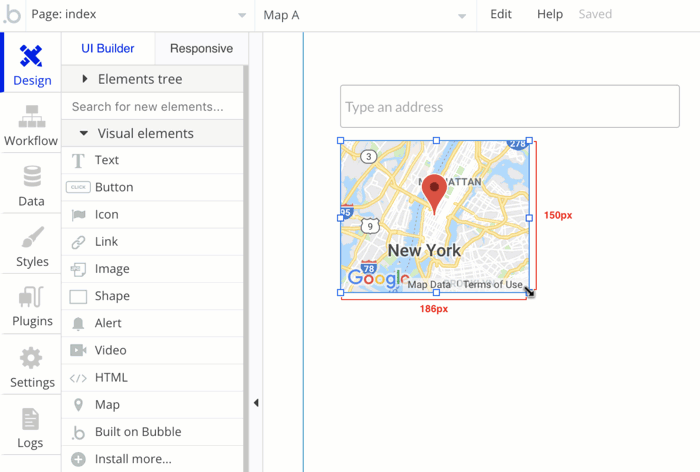 Page: index
Map A
Edit
Help
Saved
UI Builder
Responsive
Design
Elements tree
Search for new elements...
Workflow
Visual elements
Text
CLICK
Button
Data
Icon
Link
Styles
Image
Shape
Plugins
Alert
Video
Settings
</> HTML
Map
Logs
Built on Bubble
Install more...
Type an address
278
3
MANHATTAN
95
9
150px
New York
78
Google
Map Data
Terms of Use
186px